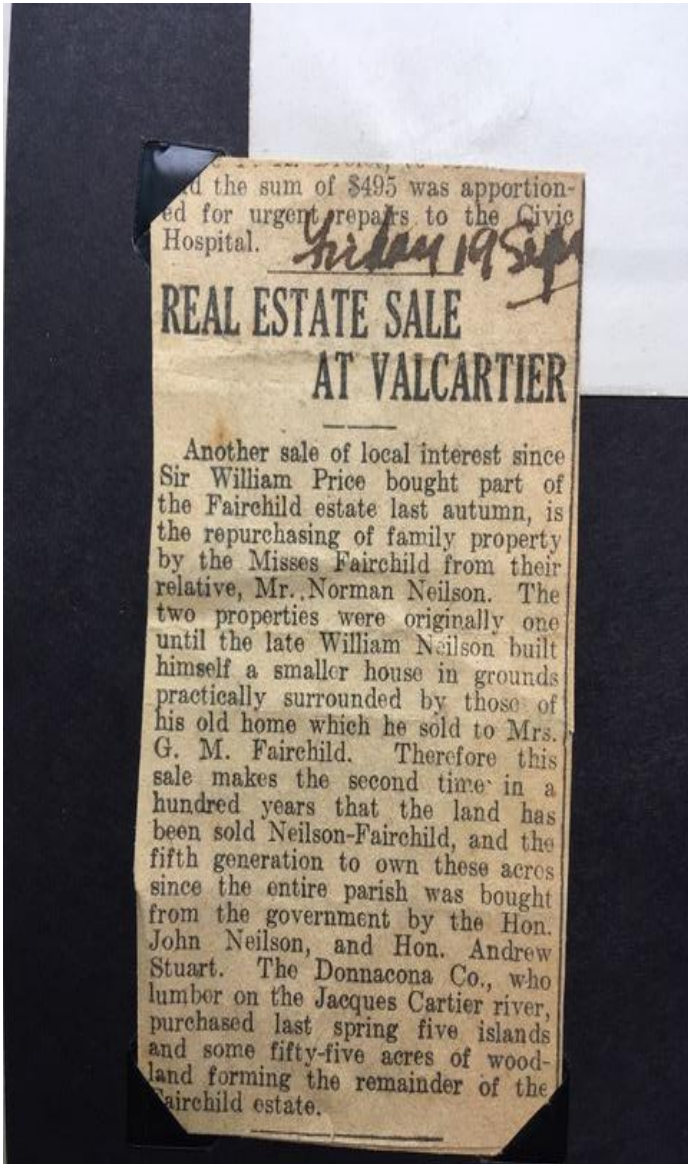 d the sum of $495 was apportion-
ed for urgent repairs to the Civic
Hospital.
Friday 19 Sept
REAL ESTATE SALE
AT VALCARTIER
Another sale of local interest since
Sir William Price bought part of
the Fairchild estate last autumn, is
the repurchasing of family property
by the Misses Fairchild from their
relative, Mr. Norman Neilson. The
two properties were originally one
until the late William Neilson built
himself a smaller house in grounds
practically surrounded by those of
his old home which he sold to Mrs.
G. M. Fairchild. Therefore this
sale makes the second time in a
hundred years that the land has
been sold Neilson-Fairchild, and the
fifth generation to own these acres
since the entire parish was bought
from the government by the Hon.
John Neilson, and Hon. Andrew
Stuart. The Donnacona Co., who
lumber on the Jacques Cartier river,
purchased last spring five islands
and some fifty-five acres of wood-
land forming the remainder of the
Fairchild estate.